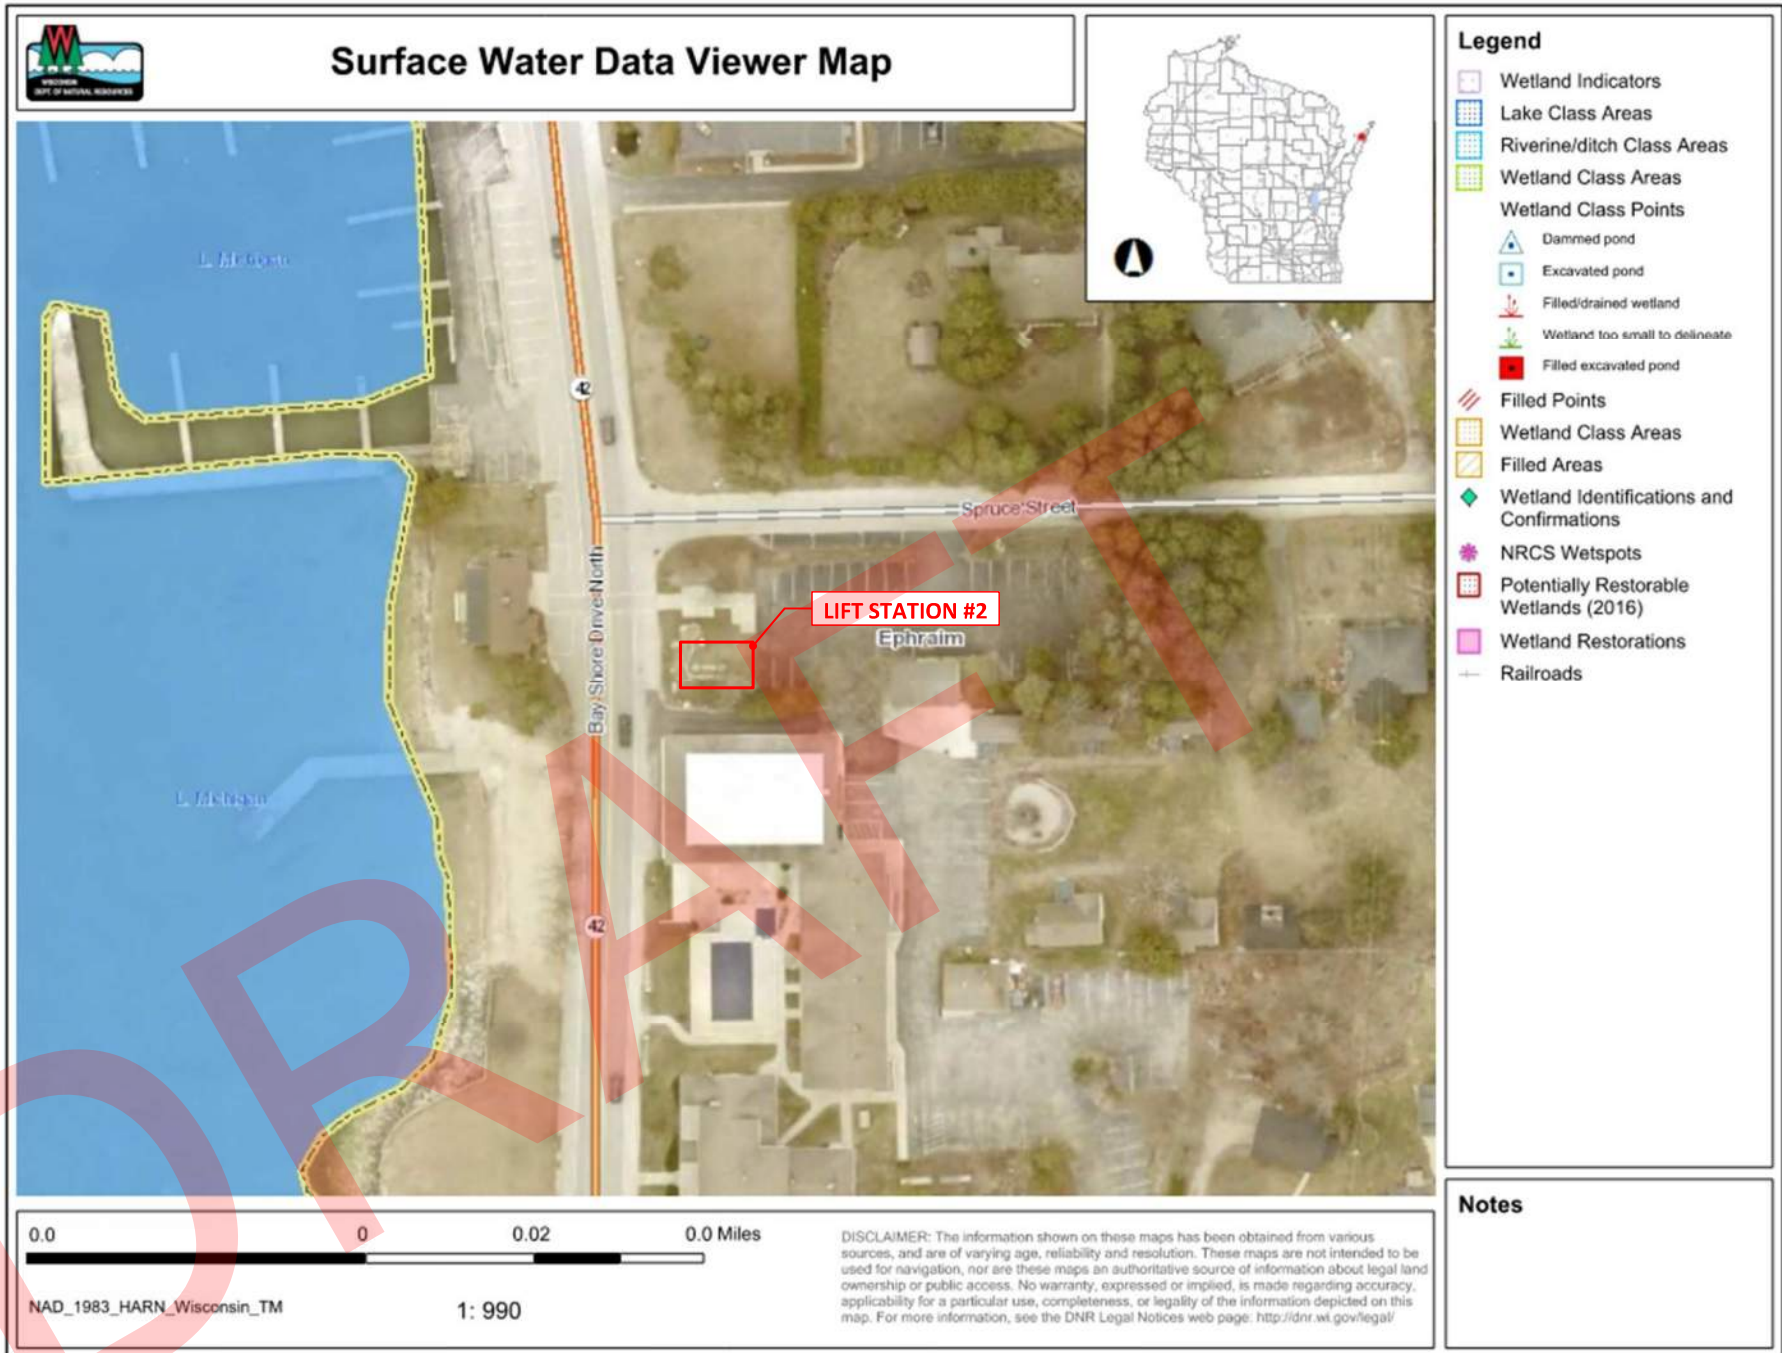 WISCONSIN
DEPT. OF NATURAL RESOURCES
Surface Water Data Viewer Map
L. Michigan
42
Spruce Street
Bay Shore Drive North
LIFT STATION #2
Ephraim
L. Michigan
42
DRAFT
Legend
Wetland Indicators
Lake Class Areas
Riverine/ditch Class Areas
Wetland Class Areas
Wetland Class Points
Dammed pond
Excavated pond
Filled/drained wetland
Wetland too small to delineate
Filled excavated pond
Filled Points
Wetland Class Areas
Filled Areas
Wetland Identifications and
Confirmations
NRCS Wetspots
Potentially Restorable
Wetlands (2016)
Wetland Restorations
Railroads
0.0 0 0.02 0.0 Miles
NAD_1983_HARN_Wisconsin_TM
1: 990
DISCLAIMER: The information shown on these maps has been obtained from various
sources, and are of varying age, reliability and resolution. These maps are not intended to be
used for navigation, nor are these maps an authoritative source of information about legal land
ownership or public access. No warranty, expressed or implied, is made regarding accuracy,
applicability for a particular use, completeness, or legality of the information depicted on this
map. For more information, see the DNR Legal Notices web page: http://dnr.wi.gov/legal/
Notes